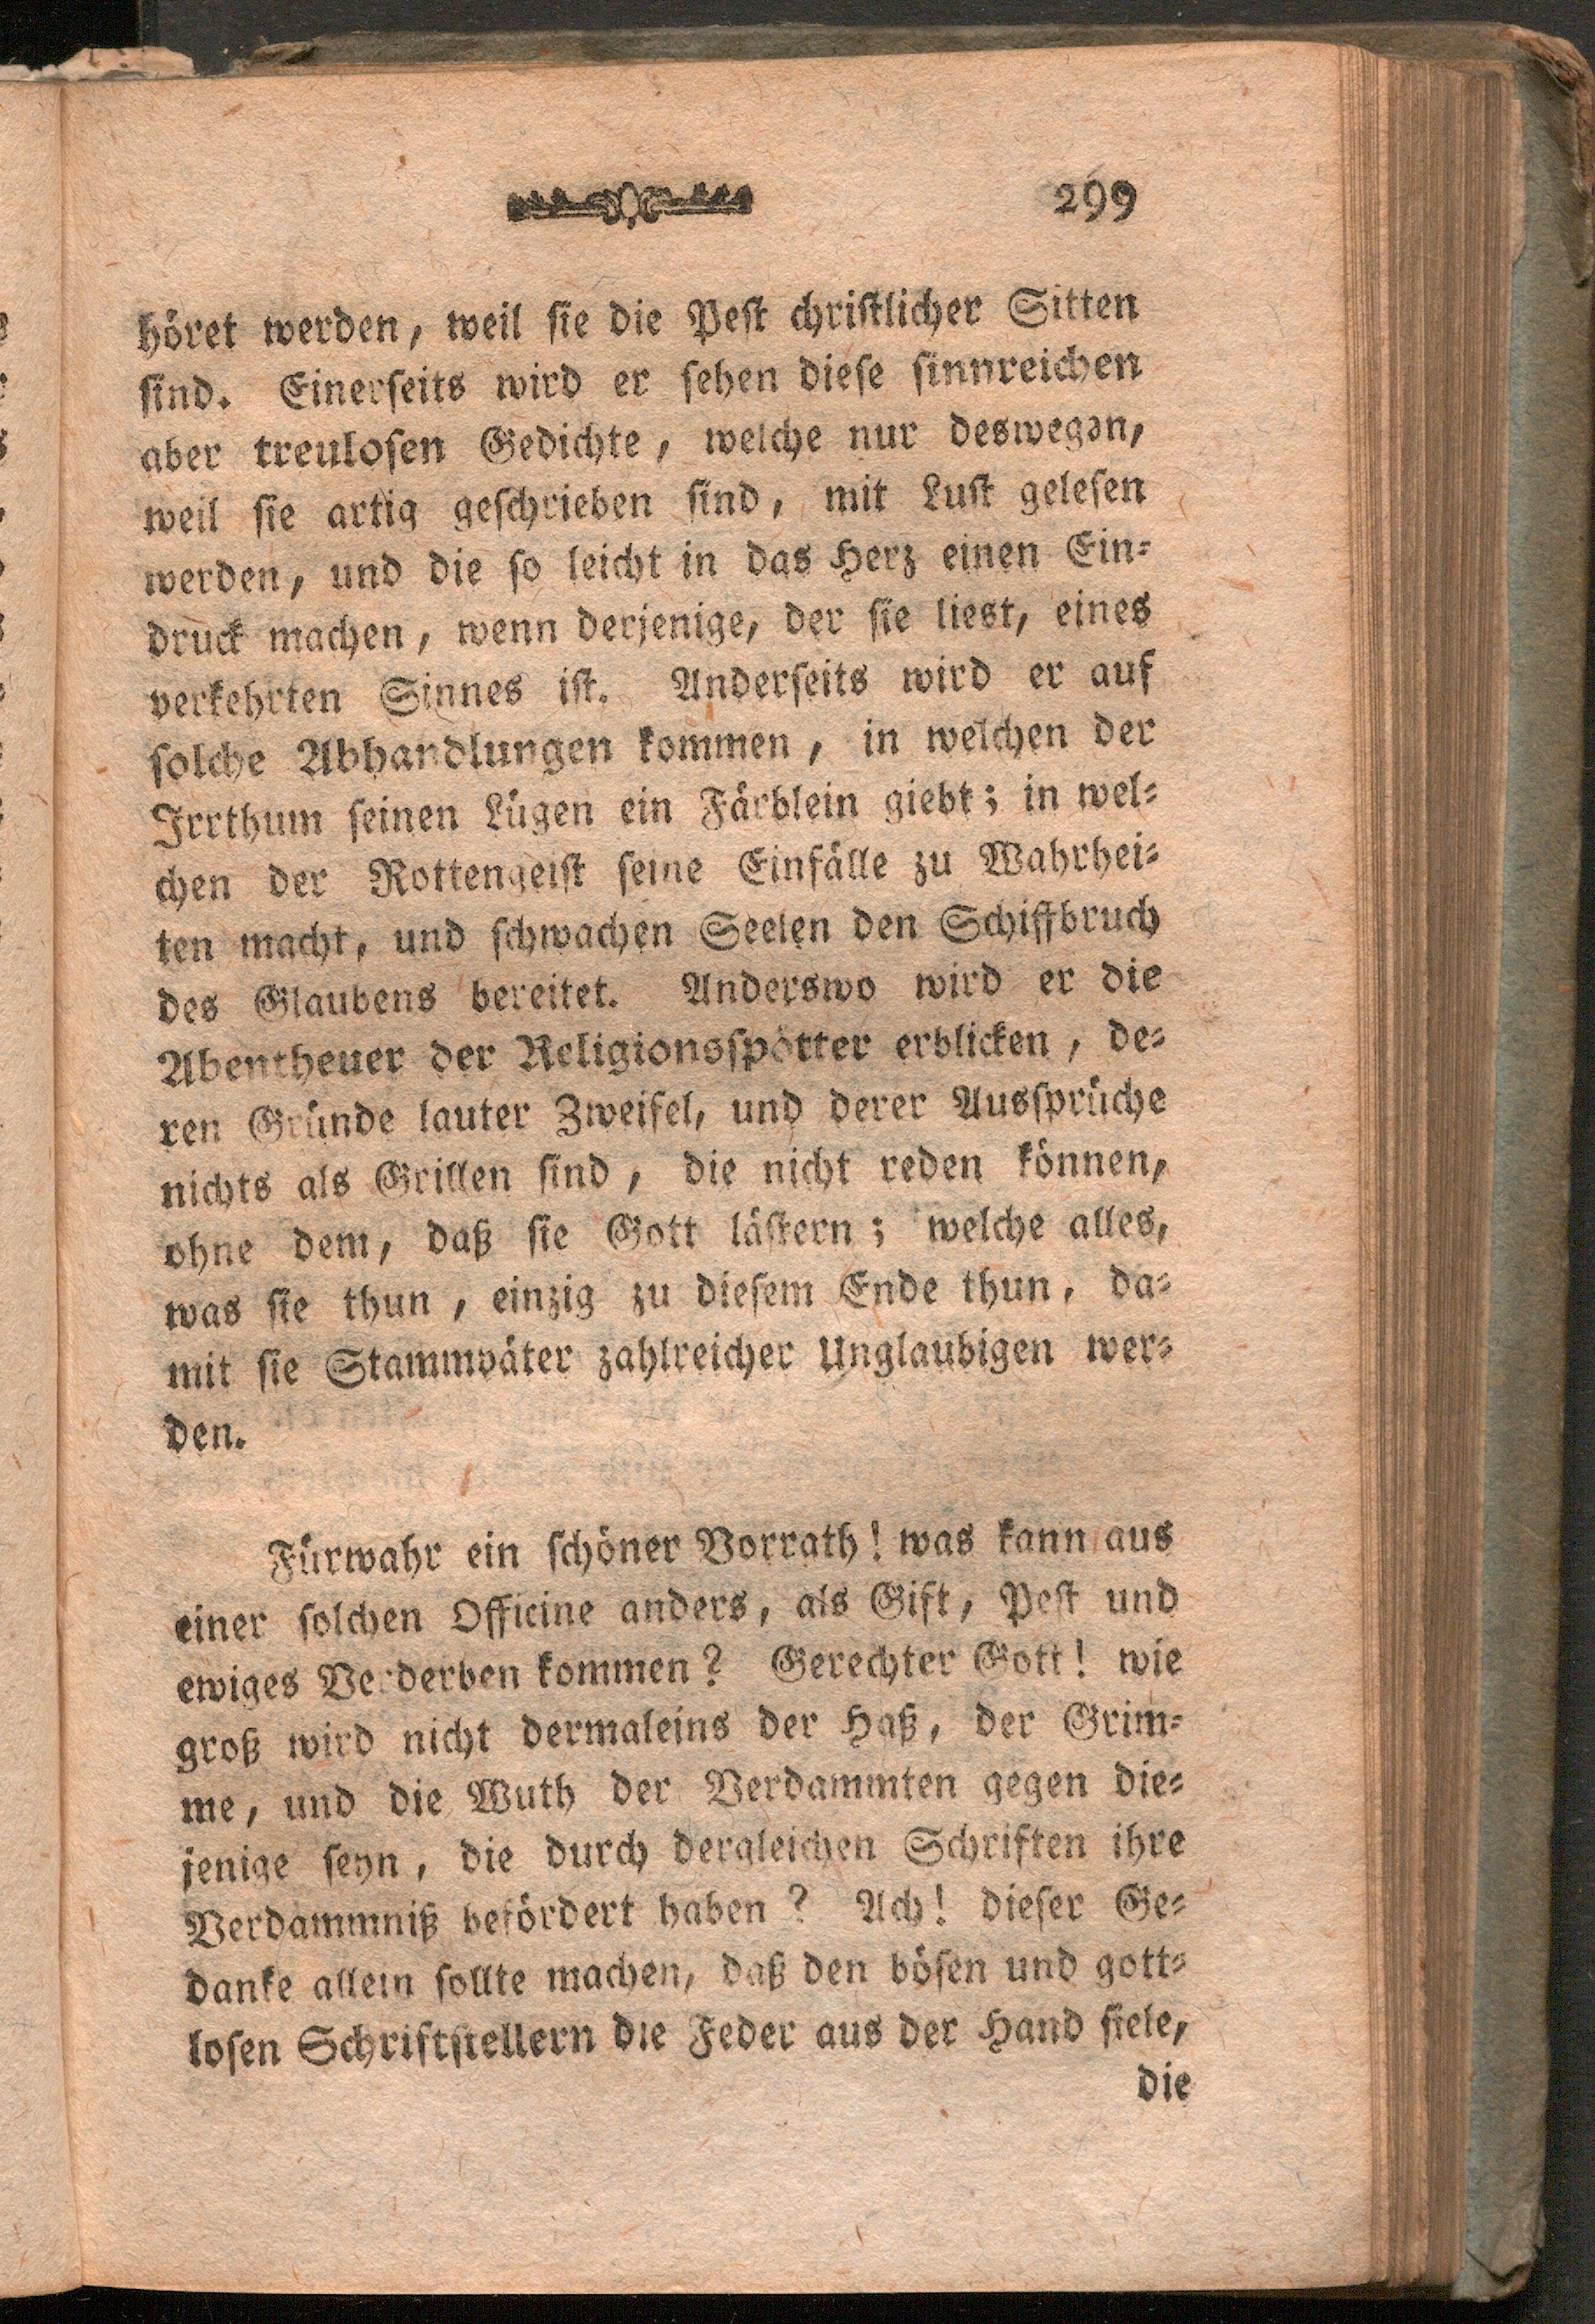 299
höret werden, weil sie die Pest christlicher Sitten
sind. Einerseits wird er sehen diese sinnreichen
aber treulosen Gedichte, welche nur deswegen,
weil sie artig geschrieben sind, mit Lust gelesen
werden, und die so leicht in das Herz einen Ein-
druck machen, wenn derjenige, der sie liest, eines
verkehrten Sinnes ist. Anderseits wird er auf
solche Abhandlungen kommen, in welchen der
Irrthum seinen Lügen ein Färblein giebt; in wel-
chen der Rottengeist seine Einfälle zu Wahrhei-
ten macht, und schwachen Seelen den Schiffbruch
des Glaubens bereitet. Anderswo wird er die
Abentheuer der Religionsspötter erblicken, de-
ren Gründe lauter Zweifel, und derer Aussprüche
nichts als Grillen sind, die nicht reden können,
ohne dem, daß sie Gott lästern; welche alles,
was sie thun, einzig zu diesem Ende thun, da-
mit sie Stammväter zahlreicher Unglaubigen wer-
den.
Fürwahr ein schöner Vorrath! was kann aus
einer solchen Officine anders, als Gift, Pest und
ewiges Verderben kommen? Gerechter Gott! wie
groß wird nicht dermaleins der Haß, der Grim-
me, und die Wuth der Verdammten gegen die-
jenige seyn, die durch dergleichen Schriften ihre
Verdammniß befördert haben? Ach! dieser Ge-
danke allein sollte machen, daß den bösen und gott-
losen Schriftstellern die Feder aus der Hand fiele,
die